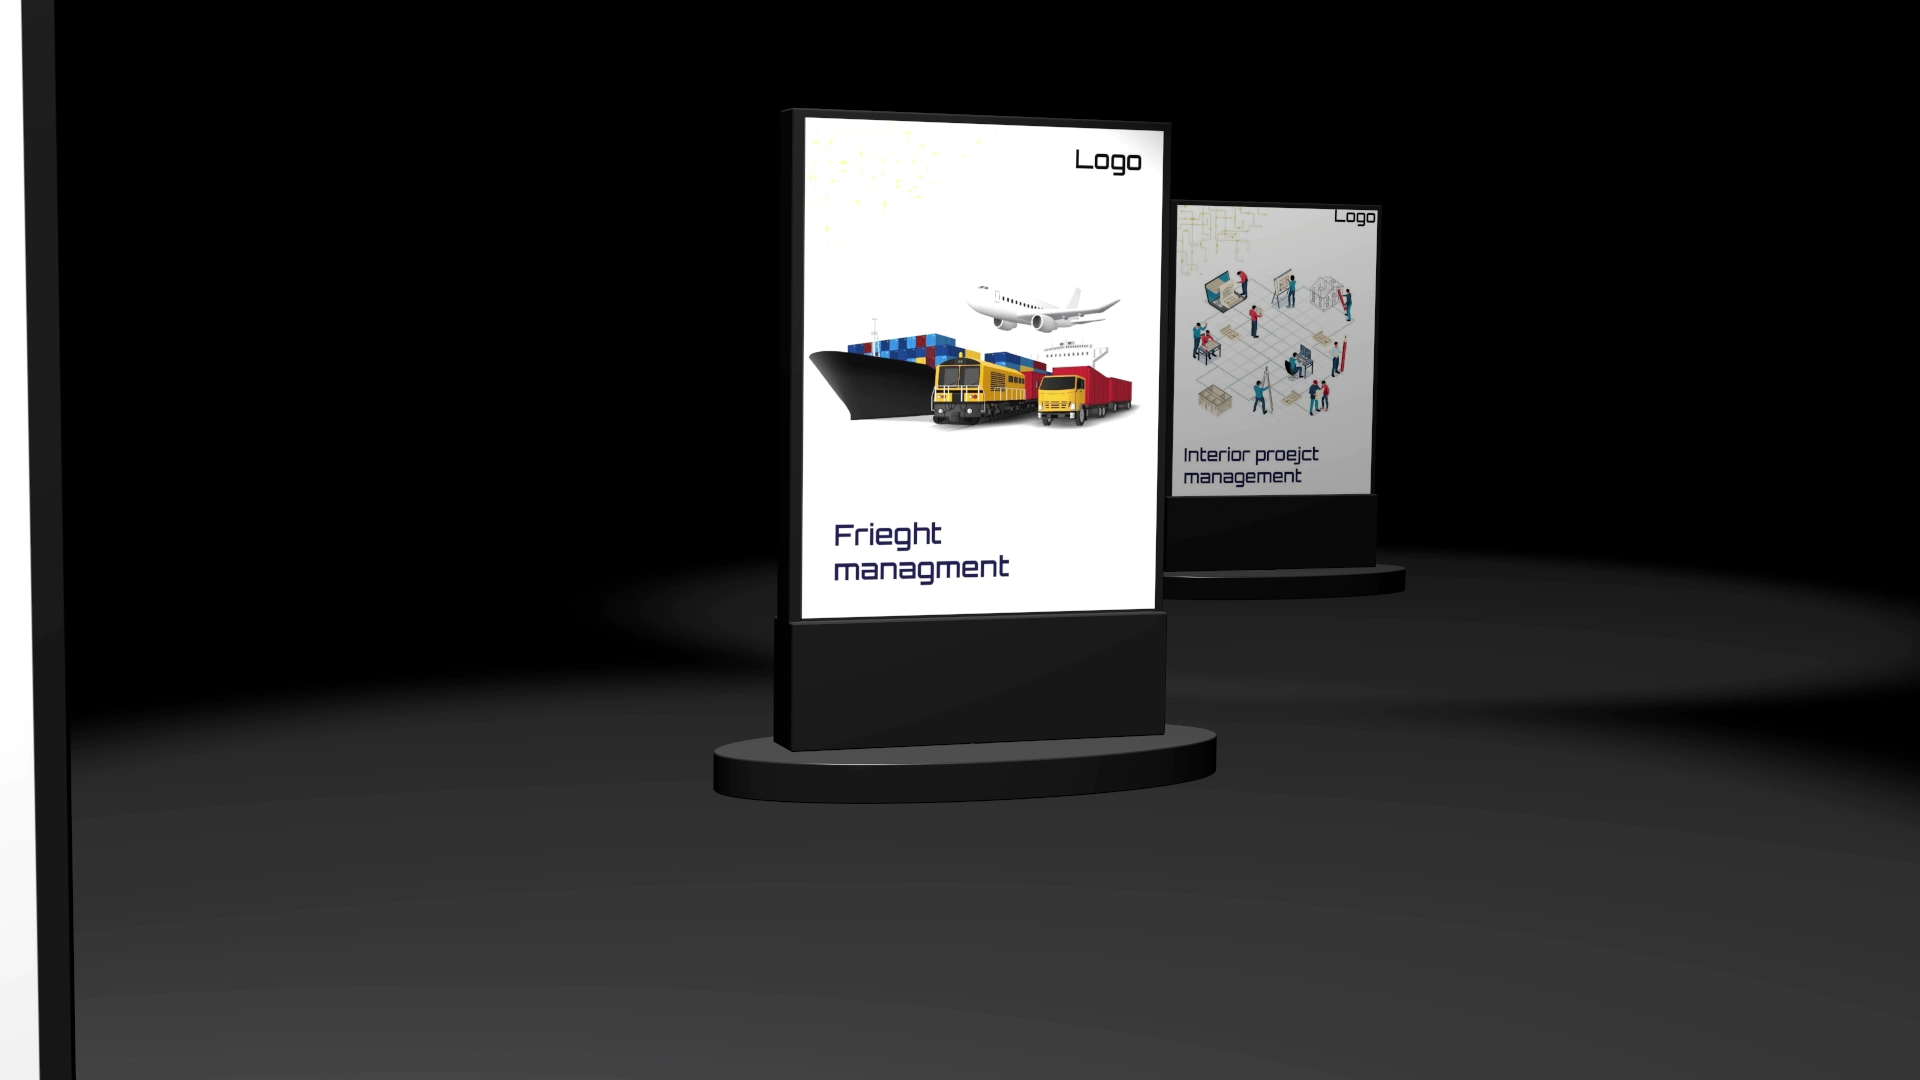 Logo
Frieght
managment
Logo
Interior proejct
management